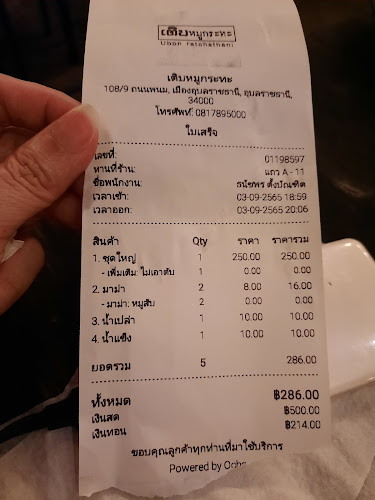 เติบหมูกระทะ
Ubon ratchathani
เติบหมูกระทะ
108/9 ถนนพนม, เมืองอุบลราชธานี, อุบลราชธานี,
34000
โทรศัพท์: 0817895000
ใบเสร็จ
เลขที่: 01198597
ทานที่ร้าน: แถว A - 11
ชื่อพนักงาน: ธนัชพร ตั้งบัณฑิต
เวลาเข้า: 03-09-2565 18:59
เวลาออก: 03-09-2565 20:06
สินค้า Qty ราคา ราคารวม
1. ชุดใหญ่ 1 250.00 250.00
- เพิ่มเติม: ไม่เอาตับ 1 0.00 0.00
2. มาม่า 2 8.00 16.00
- มาม่า: หมูสับ 2 0.00 0.00
3. น้ำเปล่า 1 10.00 10.00
4. น้ำแข็ง 1 10.00 10.00
ยอดรวม 5 286.00
ทั้งหมด ฿286.00
เงินสด ฿500.00
เงินทอน ฿214.00
ขอบคุณลูกค้าทุกท่านที่มาใช้บริการ
Powered by